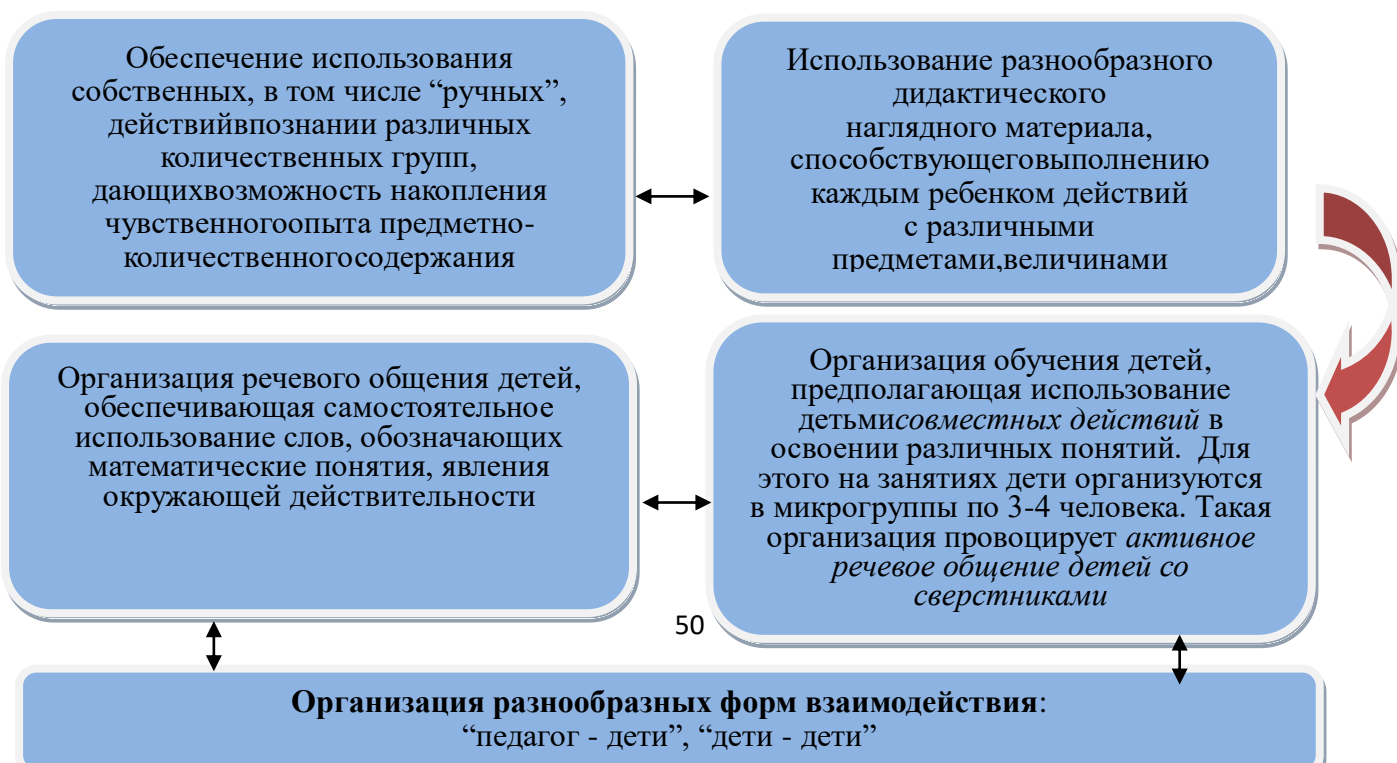 Обеспечение использования
собственных, в том числе “ручных”,
действийвпознании различных
количественных групп,
дающихвозможность накопления
чувственногоопыта предметно-
количественногосодержания
Использование разнообразного
дидактического
наглядного материала,
способствующеговыполнению
каждым ребенком действий
с различными
предметами,величинами
Организация речевого общения детей,
обеспечивающая самостоятельное
использование слов, обозначающих
математические понятия, явления
окружающей действительности
Организация обучения детей,
предполагающая использование
детьмисовместных действий в
освоении различных понятий. Для
этого на занятиях дети организуются
в микрогруппы по 3-4 человека. Такая
организация провоцирует активное
речевое общение детей со
сверстниками
50
Организация разнообразных форм взаимодействия:
“педагог - дети”, “дети - дети”